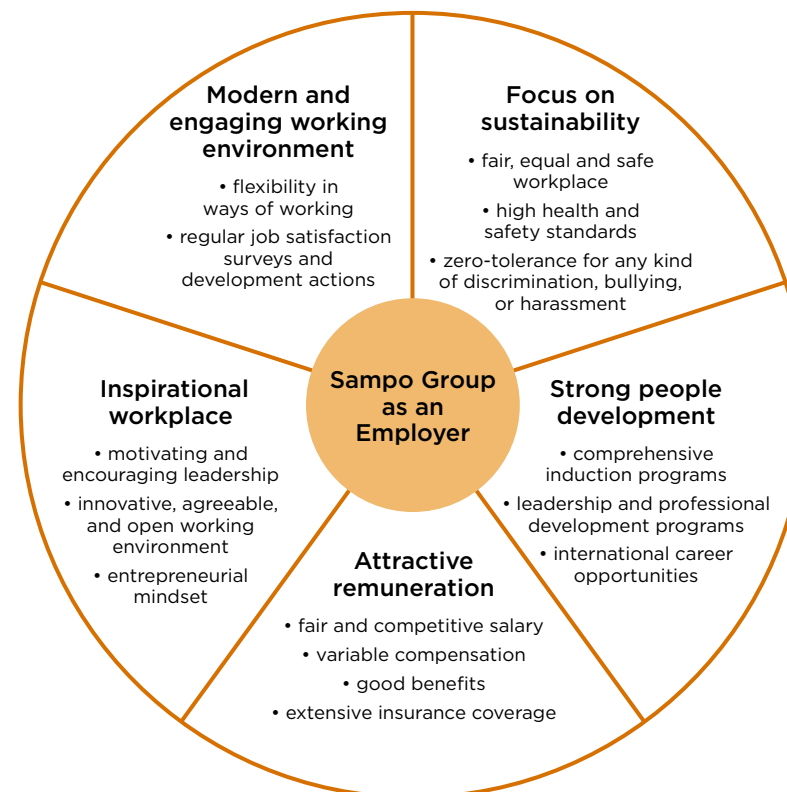 Modern and
engaging working
environment
• flexibility in
ways of working
• regular job satisfaction
surveys and
development actions
Focus on
sustainability
• fair, equal and safe
workplace
• high health and
safety standards
• zero-tolerance for any kind
of discrimination, bullying,
or harassment
Sampo Group
as an
Employer
Inspirational
workplace
• motivating and
encouraging leadership
• innovative, agreeable,
and open working
environment
• entrepreneurial
mindset
Strong people
development
• comprehensive
induction programs
• leadership and professional
development programs
• international career
opportunities
Attractive
remuneration
• fair and competitive salary
• variable compensation
• good benefits
• extensive insurance coverage